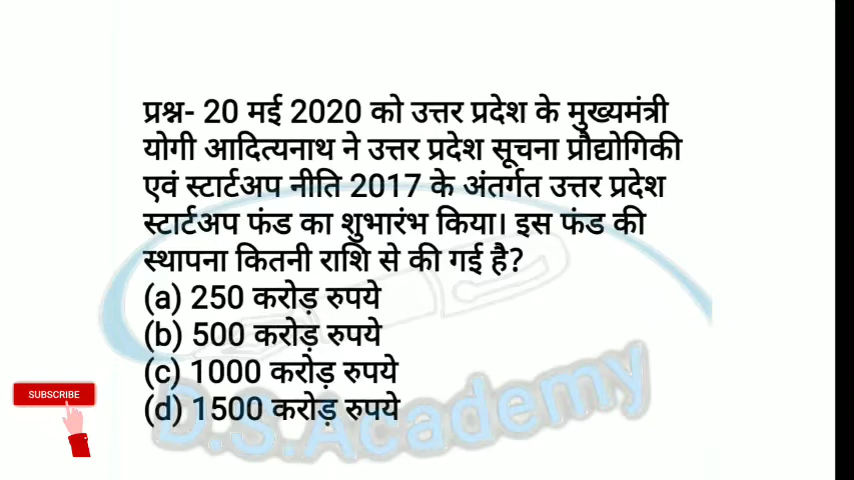 प्रश्न- 20 मई 2020 को उत्तर प्रदेश के मुख्यमंत्री
योगी आदित्यनाथ ने उत्तर प्रदेश सूचना प्रौद्योगिकी
एवं स्टार्टअप नीति 2017 के अंतर्गत उत्तर प्रदेश
स्टार्टअप फंड का शुभारंभ किया। इस फंड की
स्थापना कितनी राशि से की गई है?
(a) 250 करोड़ रुपये
(b) 500 करोड़ रुपये
(c) 1000 करोड़ रुपये
(d) 1500 करोड़ रुपये
SUBSCRIBE
D.S.Academy